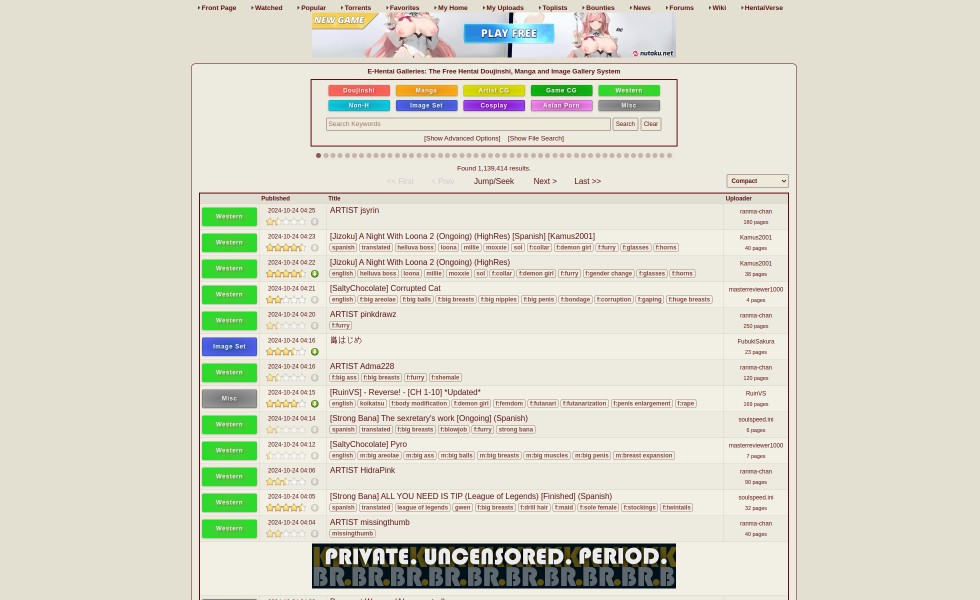 Front Page Watched Popular Torrents Favorites My Home My Uploads Toplists Bounties News Forums Wiki HentaiVerse
NEW GAME
PLAY FREE
nutaku.net
E-Hentai Galleries: The Free Hentai Doujinshi, Manga and Image Gallery System
Doujinshi Manga Artist CG Game CG Western
Non-H Image Set Cosplay Asian Porn Misc
Search Keywords Search Clear
[Show Advanced Options] [Show File Search]
Found 1,139,414 results.
<< First < Prev Jump/Seek Next > Last >> Compact
Published Title Uploader
Western 2024-10-24 04:25 ARTIST jsyrin ranma-chan
180 pages
Western 2024-10-24 04:23 [Jizoku] A Night With Loona 2 (Ongoing) (HighRes) [Spanish] [Kamus2001] Kamus2001
spanish translated helluva boss loona millie moxxie sol f:collar f:demon girl f:furry f:glasses f:horns 40 pages
Western 2024-10-24 04:22 [Jizoku] A Night With Loona 2 (Ongoing) (HighRes) Kamus2001
english helluva boss loona millie moxxie sol f:collar f:demon girl f:furry f:gender change f:glasses f:horns 38 pages
Western 2024-10-24 04:21 [SaltyChocolate] Corrupted Cat masterreviewer1000
english f:big areolae f:big balls f:big breasts f:big nipples f:big penis f:bondage f:corruption f:gaping f:huge breasts 4 pages
Western 2024-10-24 04:20 ARTIST pinkdrawz ranma-chan
f:furry 250 pages
Image Set 2024-10-24 04:16 はじめ FubukiSakura
23 pages
Western 2024-10-24 04:16 ARTIST Adma228 ranma-chan
f:big ass f:big breasts f:furry f:shemale 120 pages
Misc 2024-10-24 04:15 [RuinVS] - Reverse! - [CH 1-10] *Updated* RuinVS
english koikatsu f:body modification f:demon girl f:femdom f:futanari f:futanarization f:penis enlargement f:rape 169 pages
Western 2024-10-24 04:14 [Strong Bana] The sexretary's work [Ongoing] (Spanish) soulspeed.ini
spanish translated f:big breasts f:blowjob f:furry strong bana 6 pages
Western 2024-10-24 04:12 [SaltyChocolate] Pyro masterreviewer1000
english m:big areolae m:big ass m:big balls m:big breasts m:big muscles m:big penis m:breast expansion 7 pages
Western 2024-10-24 04:06 ARTIST HidraPink ranma-chan
90 pages
Western 2024-10-24 04:05 [Strong Bana] ALL YOU NEED IS TIP (League of Legends) [Finished] (Spanish) soulspeed.ini
spanish translated league of legends gwen f:big breasts f:drill hair f:maid f:sole female f:stockings f:twintails 32 pages
Western 2024-10-24 04:04 ARTIST missingthumb ranma-chan
missingthumb 40 pages
PRIVATE. UNCENSORED. PERIOD.
BR.BR.BR.BR.BR.BR.BR.B